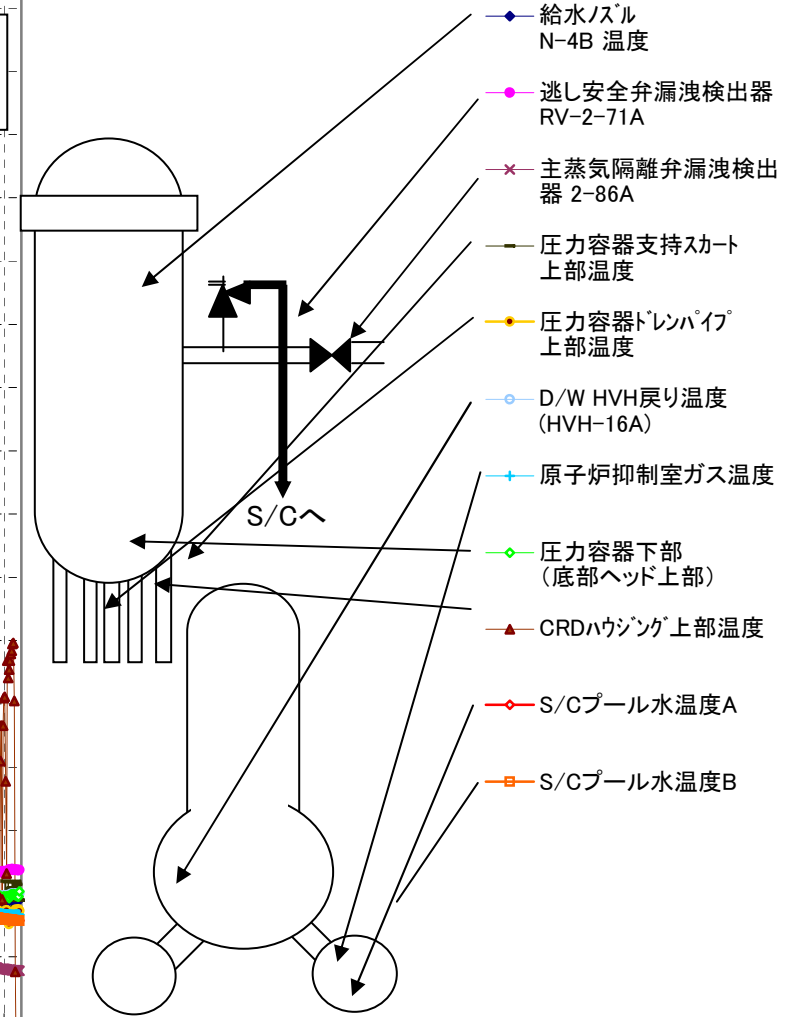 給水ノズル
N-4B 温度
逃し安全弁漏洩検出器
RV-2-71A
主蒸気隔離弁漏洩検出
器 2-86A
圧力容器支持スカート
上部温度
圧力容器ドレンパイプ
上部温度
D/W HVH戻り温度
(HVH-16A)
原子炉抑制室ガス温度
S/Cへ
圧力容器下部
(底部ヘッド上部)
CRDハウジング上部温度
S/Cプール水温度A
S/Cプール水温度B